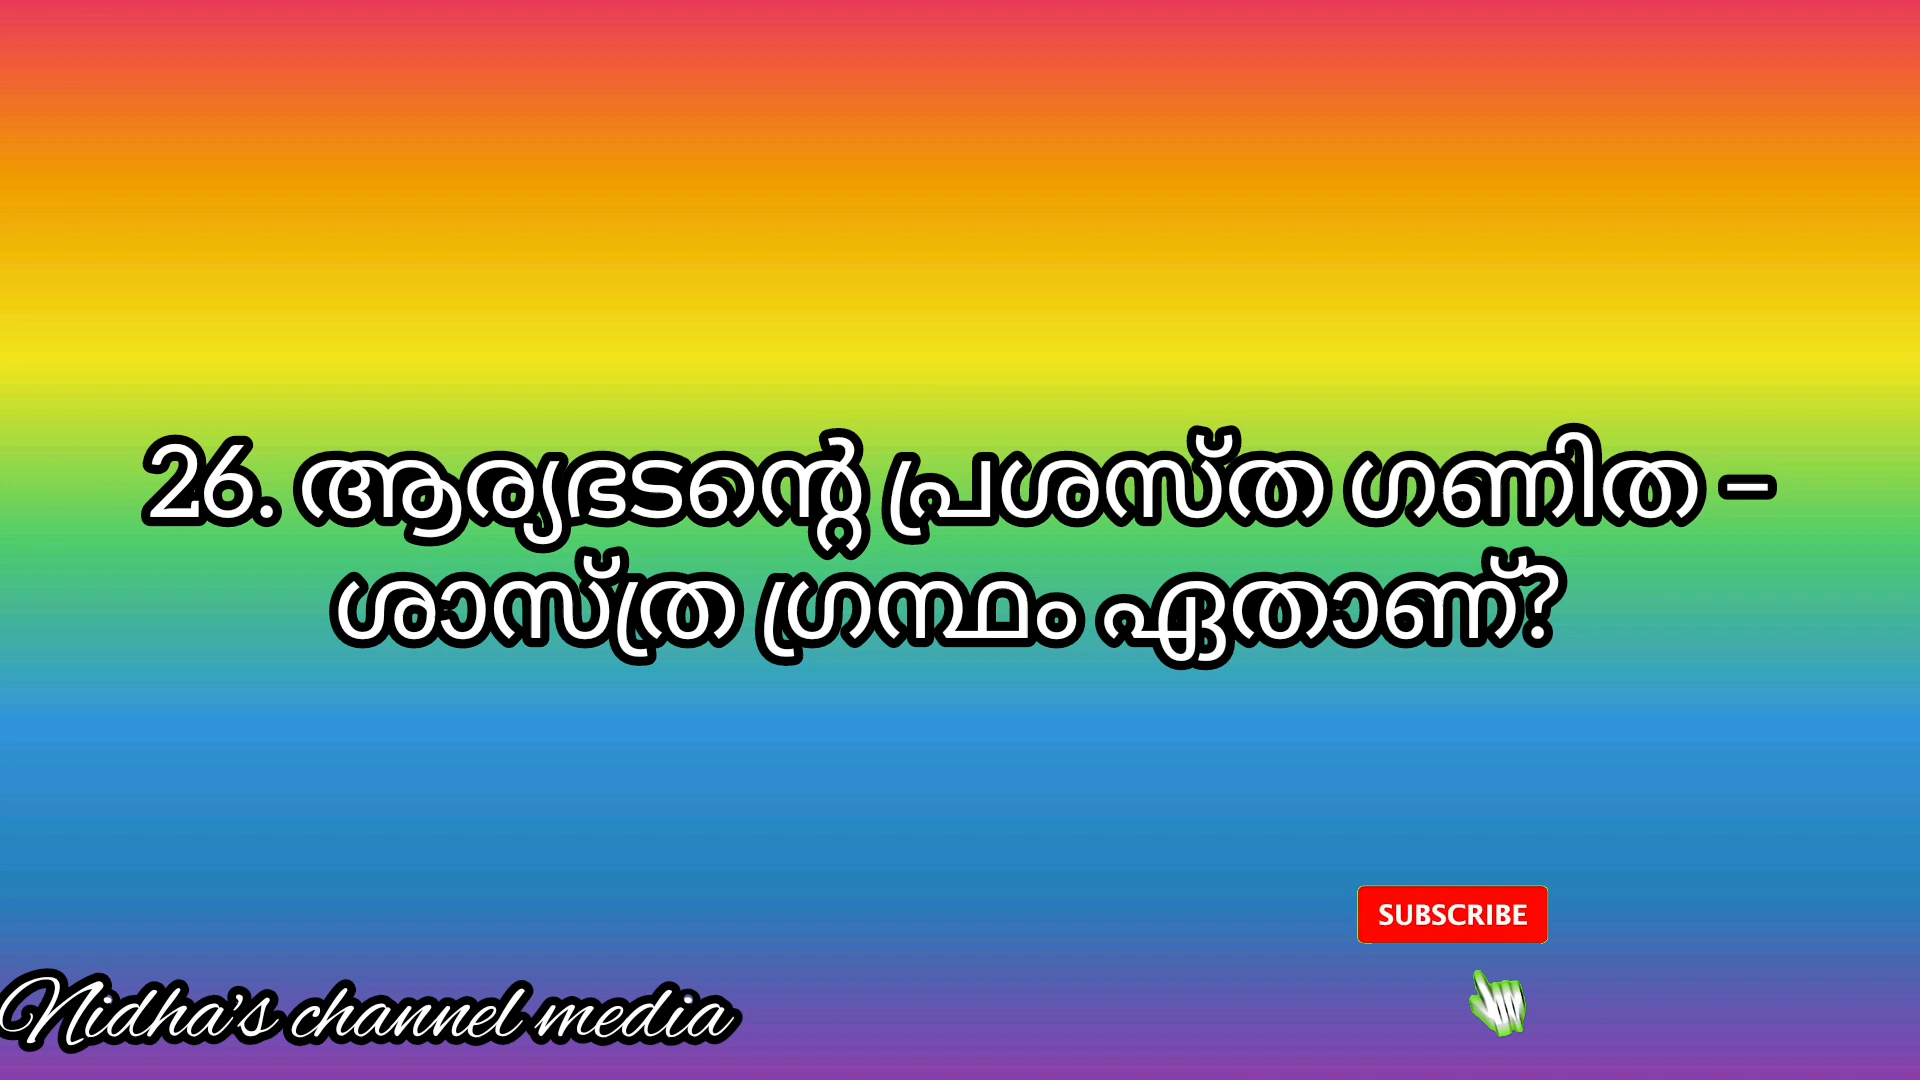 26. ആര്യഭടന്റെ പ്രശസ്ത ഗണിത -
ശാസ്ത്ര ഗ്രന്ഥം ഏതാണ്?
SUBSCRIBE
Nidha's channel media